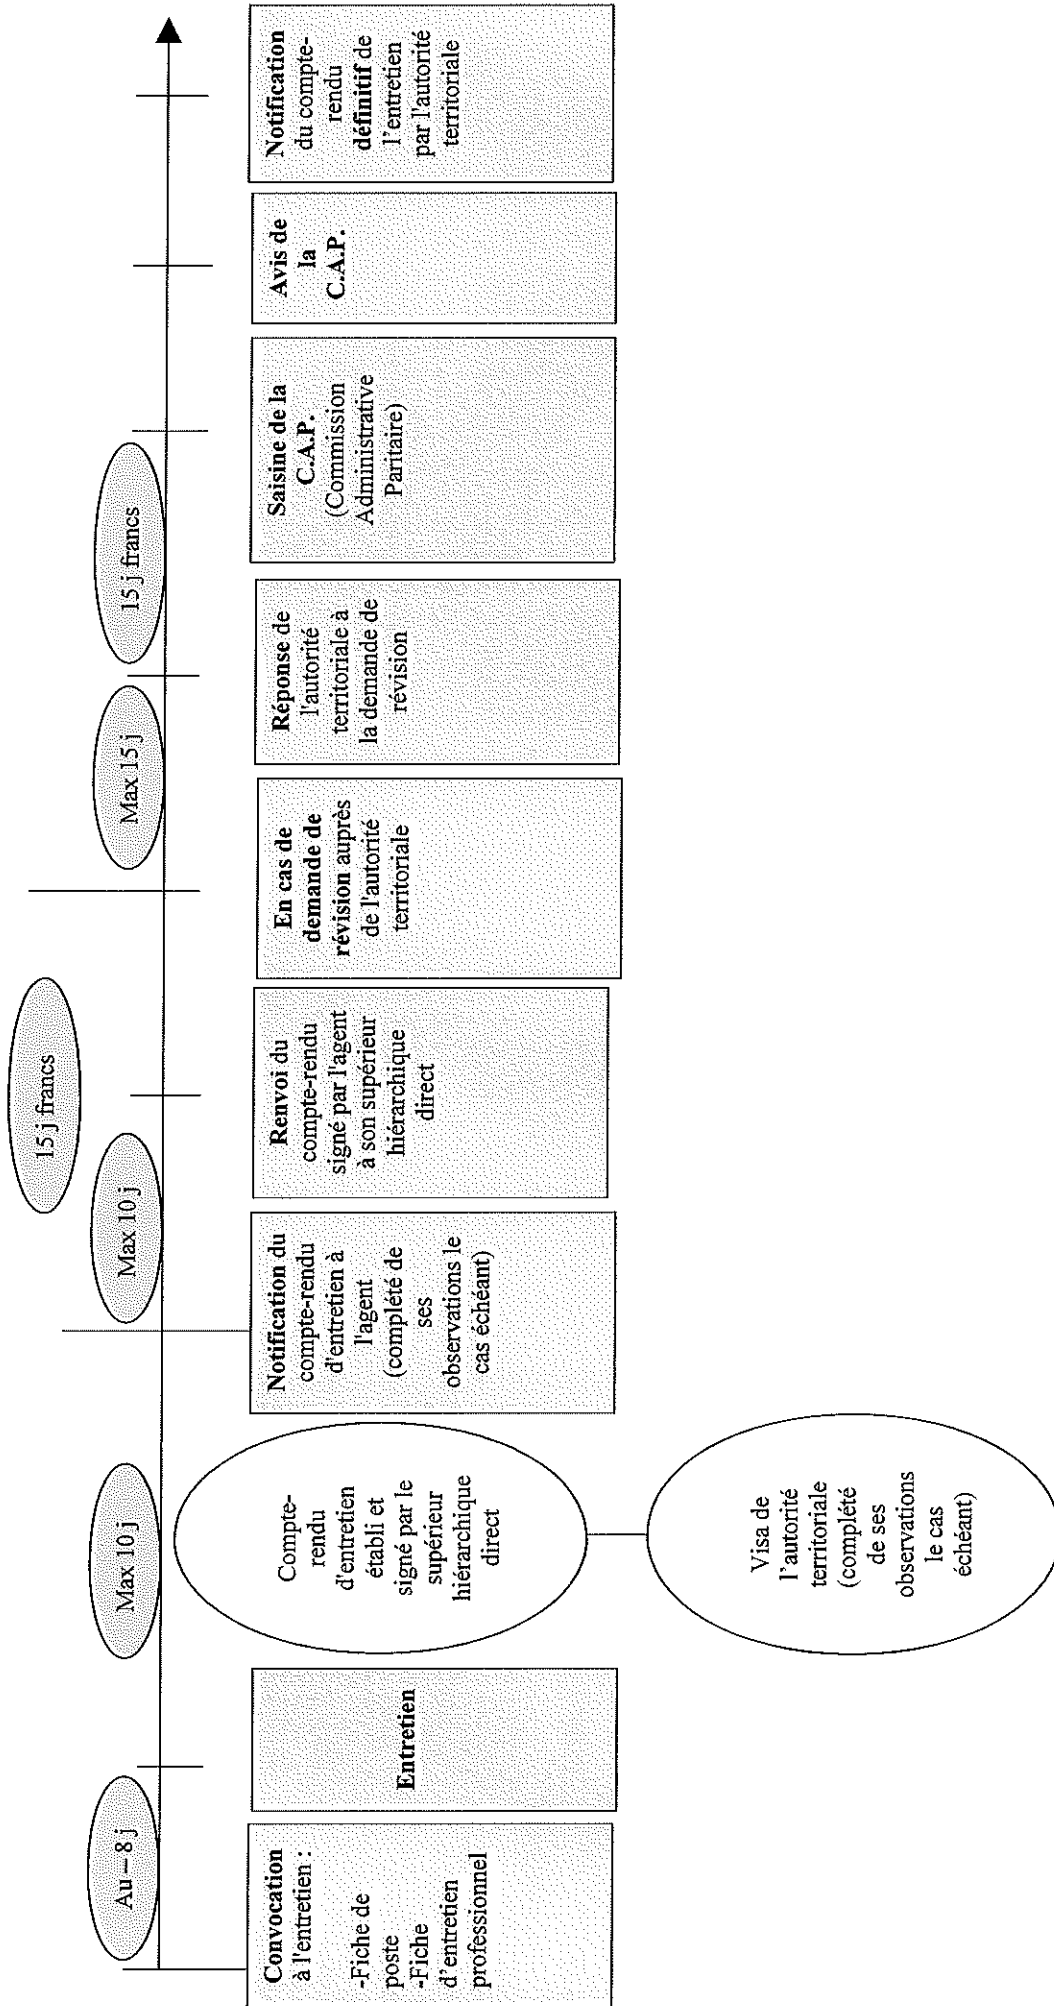 Au – 8 j
Max 10 j
Max 10 j
15 j francs
Max 15 j
15 j francs
Convocation
à l'entretien :
-Fiche de
poste
-Fiche
d'entretien
professionnel
Entretien
Compte-
rendu
d'entretien
établi et
signé par le
supérieur
hiérarchique
direct
Visa de
l'autorité
territoriale
(complété
de ses
observations
le cas
échéant)
Notification du
compte-rendu
d'entretien à
l'agent
(complété de
ses
observations le
cas échéant)
Renvoi du
compte-rendu
signé par l'agent
à son supérieur
hiérarchique
direct
En cas de
demande de
révision auprès
de l'autorité
territoriale
Réponse de
l'autorité
territoriale à
la demande de
révision
Saisine de la
C.A.P.
(Commission
Administrative
Paritaire)
Avis de
la
C.A.P.
Notification
du compte-
rendu
définitif de
l'entretien
par l'autorité
territoriale